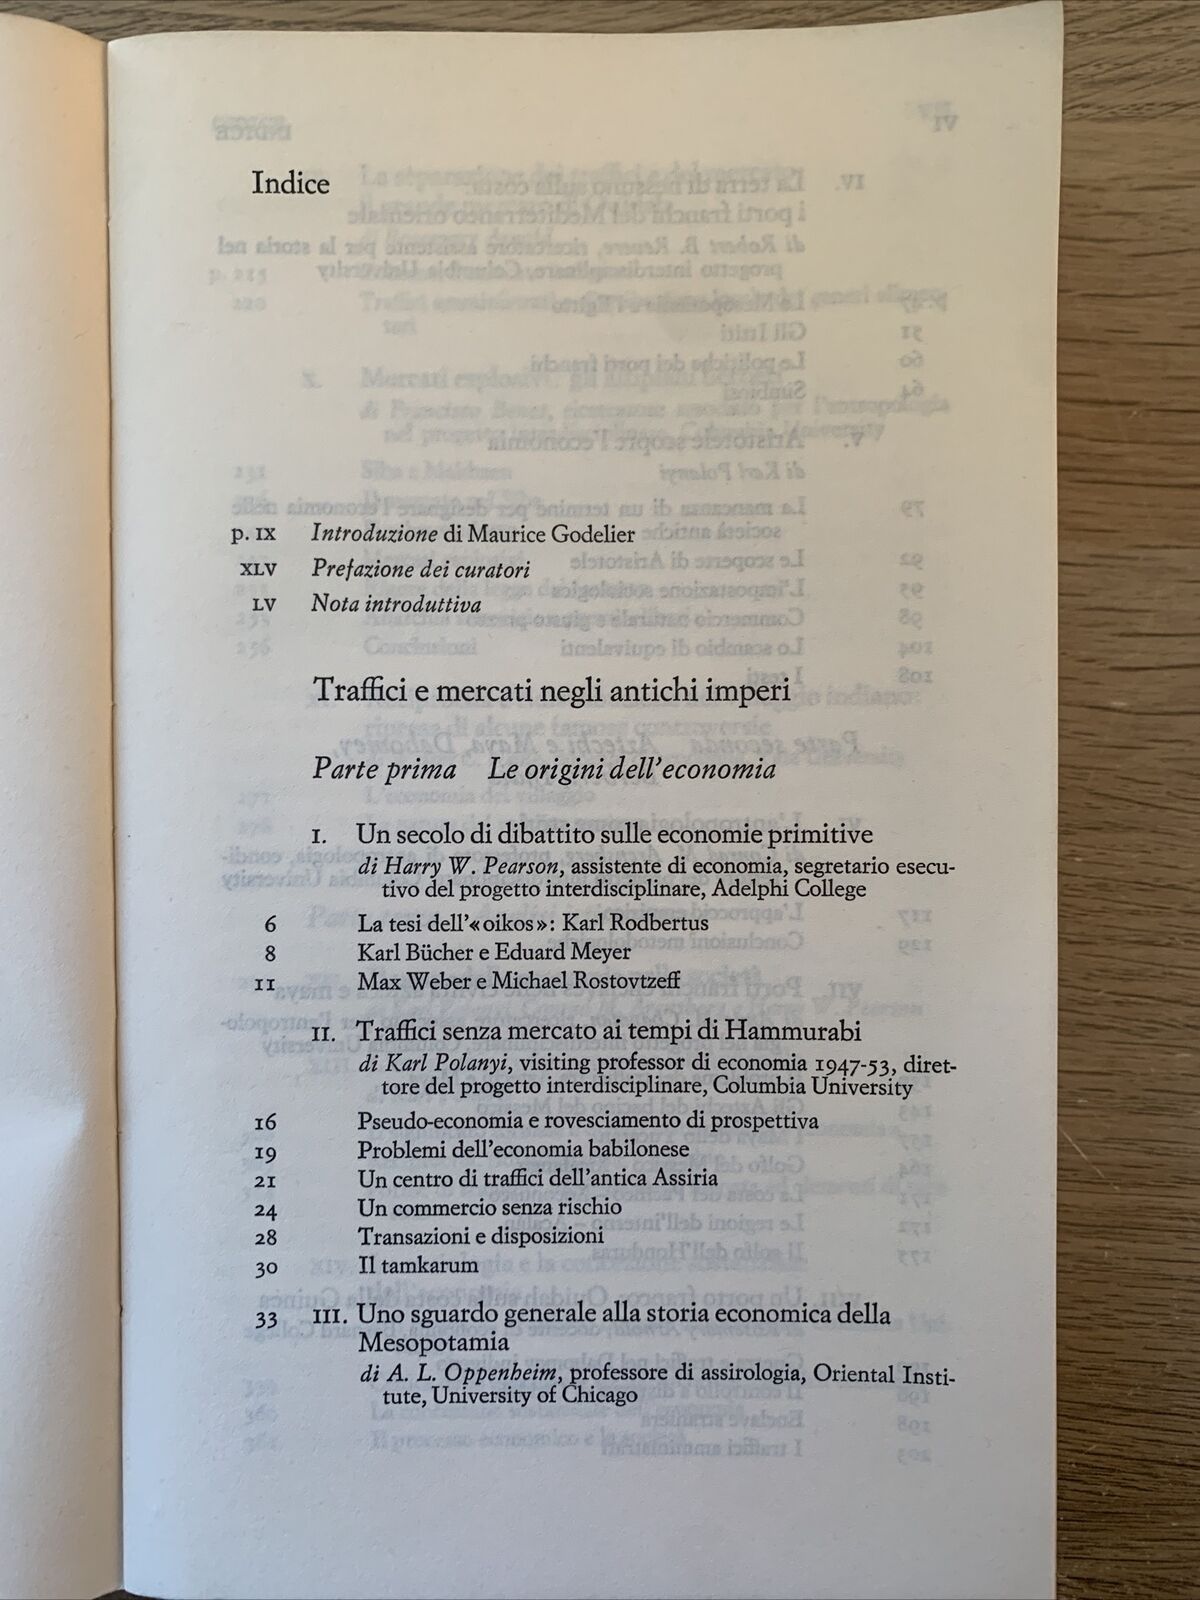 Indice
p. IX Introduzione di Maurice Godelier
XLV Prefazione dei curatori
LV Nota introduttiva
Traffici e mercati negli antichi imperi
Parte prima Le origini dell'economia
I. Un secolo di dibattito sulle economie primitive
di Harry W. Pearson, assistente di economia, segretario esecu-
tivo del progetto interdisciplinare, Adelphi College
6 La tesi dell'«oikos»: Karl Rodbertus
8 Karl Bücher e Eduard Meyer
11 Max Weber e Michael Rostovtzeff
II. Traffici senza mercato ai tempi di Hammurabi
di Karl Polanyi, visiting professor di economia 1947-53, diret-
tore del progetto interdisciplinare, Columbia University
16 Pseudo-economia e rovesciamento di prospettiva
19 Problemi dell'economia babilonese
21 Un centro di traffici dell'antica Assiria
24 Un commercio senza rischio
28 Transazioni e disposizioni
30 Il tamkarum
33 III. Uno sguardo generale alla storia economica della
Mesopotamia
di A. L. Oppenheim, professore di assirologia, Oriental Insti-
tute, University of Chicago